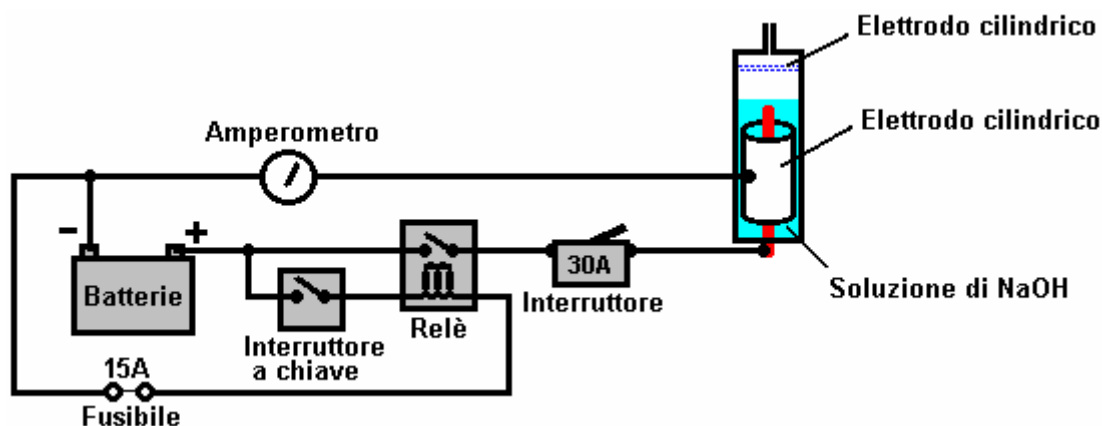 Elettrodo cilindrico
Elettrodo cilindrico
Amperometro
- +
Batterie
30A
Interruttore
Soluzione di NaOH
Relè
Interruttore
a chiave
15A
Fusibile